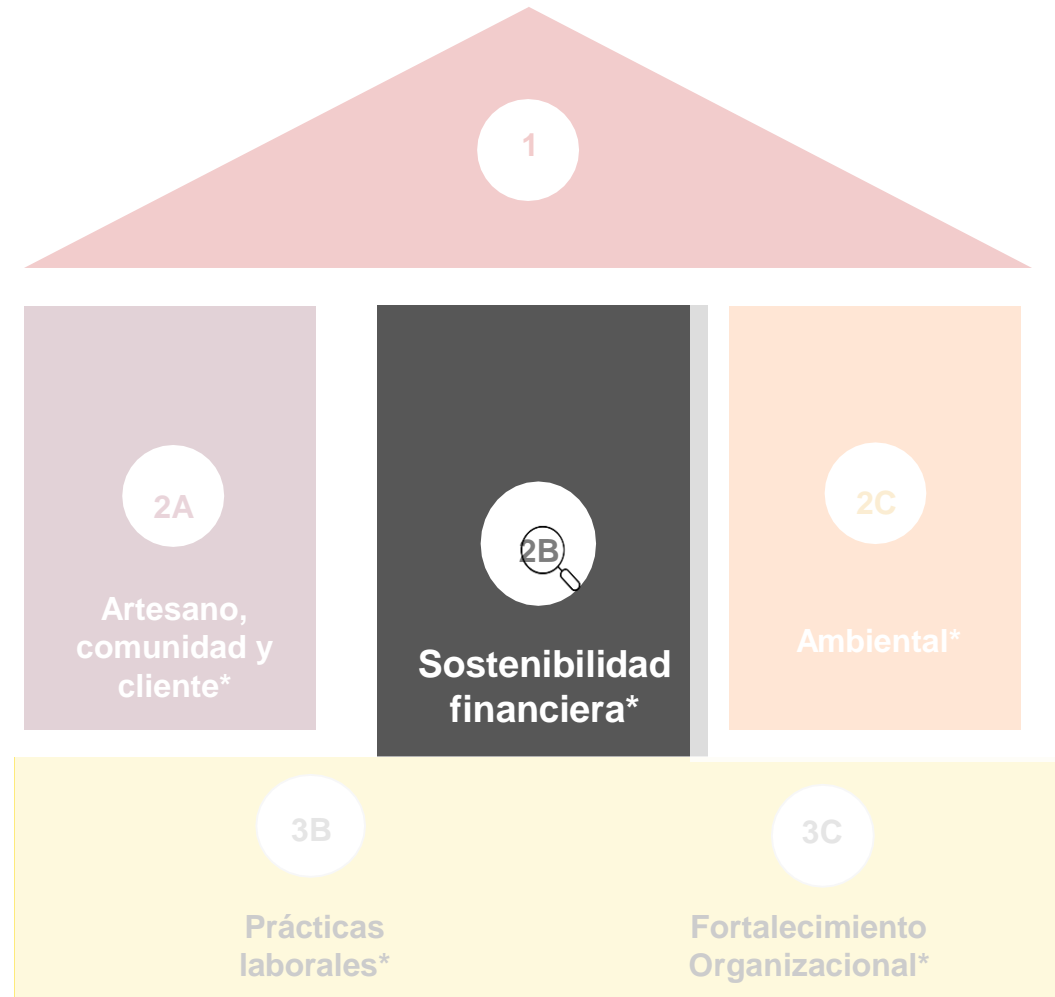 1
2A
Artesano,
comunidad y
cliente*
2B
Sostenibilidad
financiera*
2C
Ambiental*
3B
Prácticas
laborales*
3C
Fortalecimiento
Organizacional*